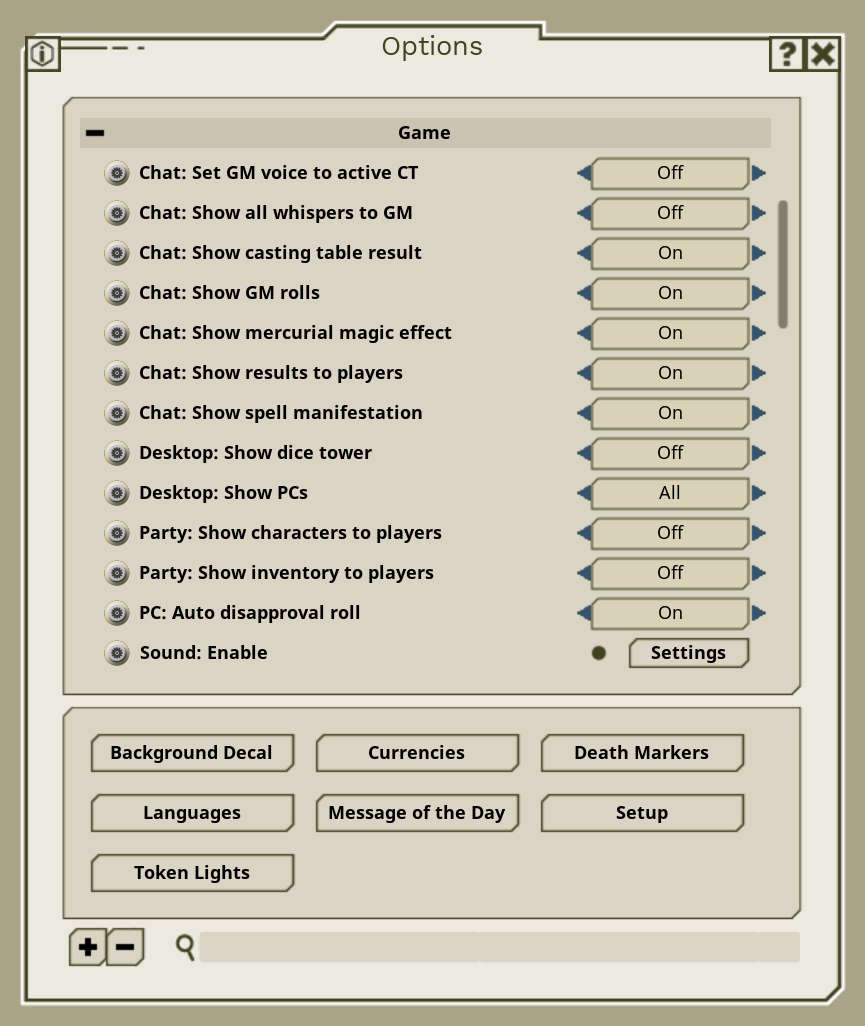 Options
?
Game
Chat: Set GM voice to active CT Off
Chat: Show all whispers to GM Off
Chat: Show casting table result On
Chat: Show GM rolls On
Chat: Show mercurial magic effect On
Chat: Show results to players On
Chat: Show spell manifestation On
Desktop: Show dice tower Off
Desktop: Show PCs All
Party: Show characters to players Off
Party: Show inventory to players Off
PC: Auto disapproval roll On
Sound: Enable Settings
Background Decal Currencies Death Markers
Languages Message of the Day Setup
Token Lights